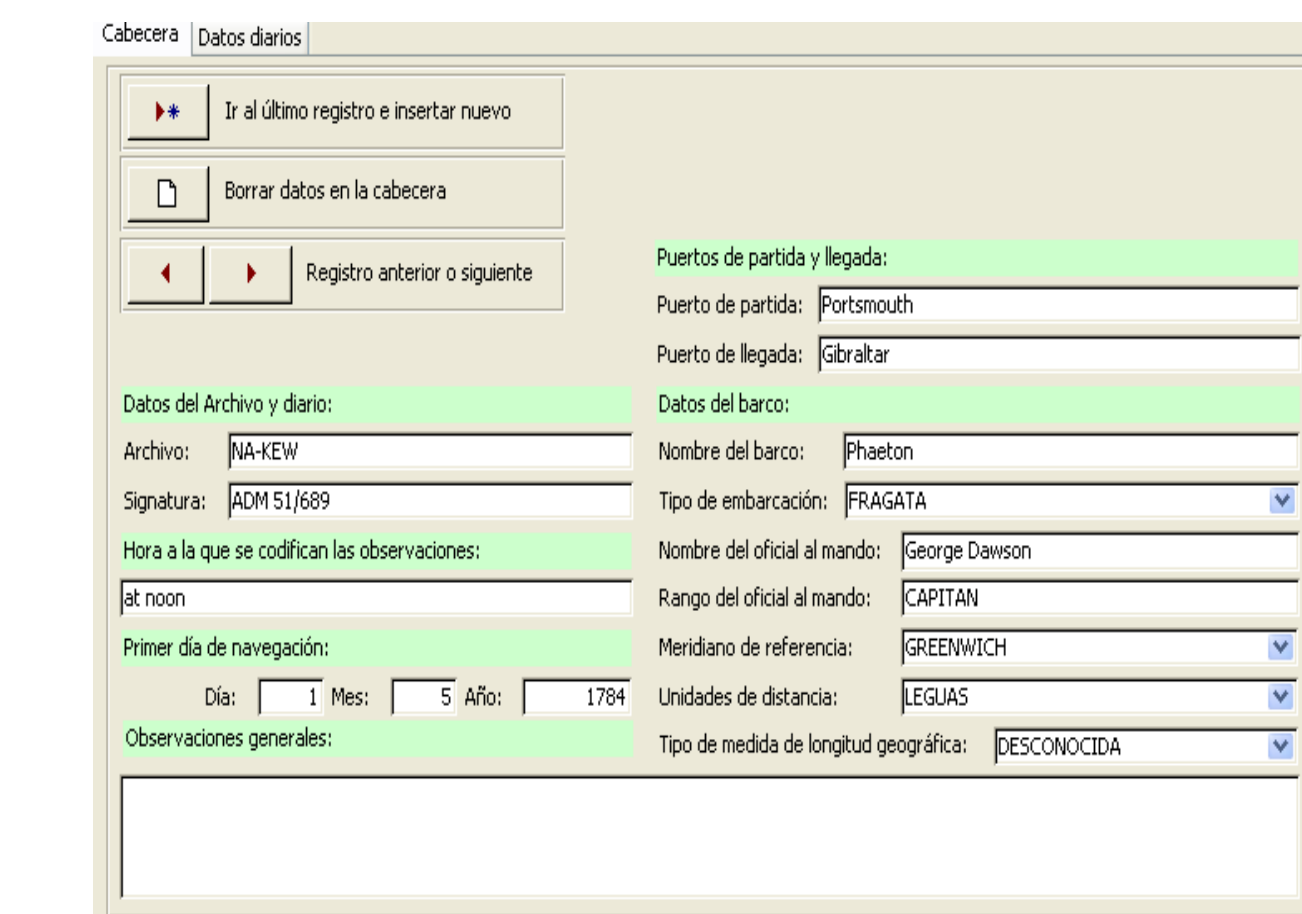 Cabecera
Datos diarios
Ir al último registro e insertar nuevo
Borrar datos en la cabecera
Registro anterior o siguiente
Puertos de partida y llegada:
Puerto de partida: Portsmouth
Puerto de llegada: Gibraltar
Datos del Archivo y diario:
Archivo: NA-KEW
Signatura: ADM 51/689
Hora a la que se codifican las observaciones:
at noon
Primer día de navegación:
Día: 1 Mes: 5 Año: 1784
Observaciones generales:
Datos del barco:
Nombre del barco: Phaeton
Tipo de embarcación: FRAGATA
Nombre del oficial al mando: George Dawson
Rango del oficial al mando: CAPITAN
Meridiano de referencia: GREENWICH
Unidades de distancia: LEGUAS
Tipo de medida de longitud geográfica: DESCONOCIDA